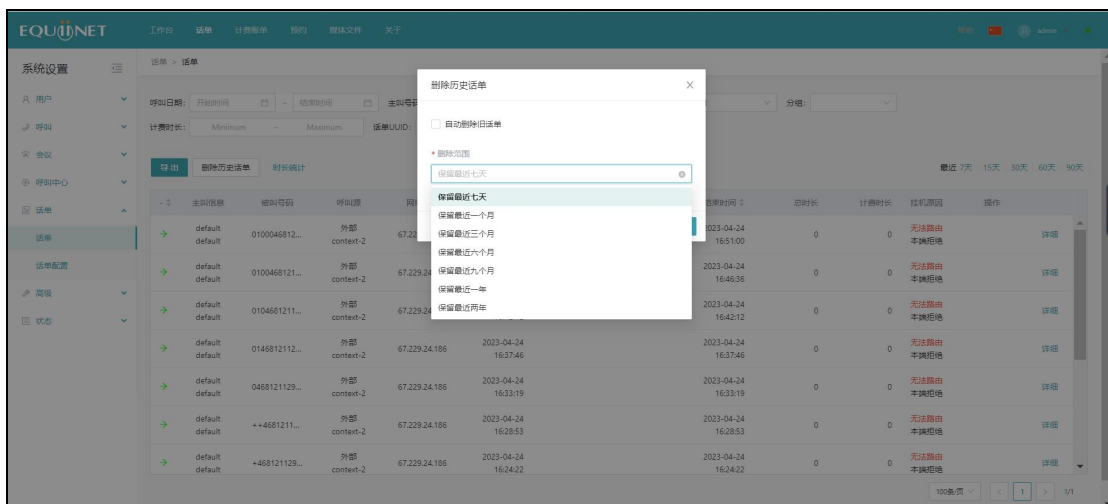 EQUIINET
工作台 话单 计费账单 预约 媒体文件 关于
帮助 admin
系统设置
话单 > 话单
用户
呼叫
会议
呼叫中心
话单
话单
话单配置
高级
状态
呼叫日期: 开始时间 - 结束时间 主叫号码 分组:
计费时长: Minimum - Maximum 话单UUID:
导出 删除历史话单 时长统计 最近 7天 15天 30天 60天 90天
删除历史话单
自动删除旧话单
* 删除范围
保留最近七天
保留最近七天
保留最近一个月
保留最近三个月
保留最近六个月
保留最近九个月
保留最近一年
保留最近两年
主叫信息 被叫号码 呼叫源 结束时间 总时长 计费时长 挂机原因 操作
default 0100046812... 外部 67.22 2023-04-24 0 0 无法路由 详细
default context-2 16:51:00 本端拒绝
default 0100468121... 外部 67.229.24 2023-04-24 0 0 无法路由 详细
default context-2 16:46:36 本端拒绝
default 0104681211... 外部 67.229.24 2023-04-24 0 0 无法路由 详细
default context-2 16:42:12 本端拒绝
default 0146812112... 外部 67.229.24.186 2023-04-24 2023-04-24 0 0 无法路由 详细
default context-2 16:37:46 16:37:46 本端拒绝
default 0468121129... 外部 67.229.24.186 2023-04-24 2023-04-24 0 0 无法路由 详细
default context-2 16:33:19 16:33:19 本端拒绝
default ++4681211... 外部 67.229.24.186 2023-04-24 2023-04-24 0 0 无法路由 详细
default context-2 16:28:53 16:28:53 本端拒绝
default +468121129... 外部 67.229.24.186 2023-04-24 2023-04-24 0 0 无法路由 详细
default context-2 16:24:22 16:24:22 本端拒绝
100条/页 < 1 > 1/1